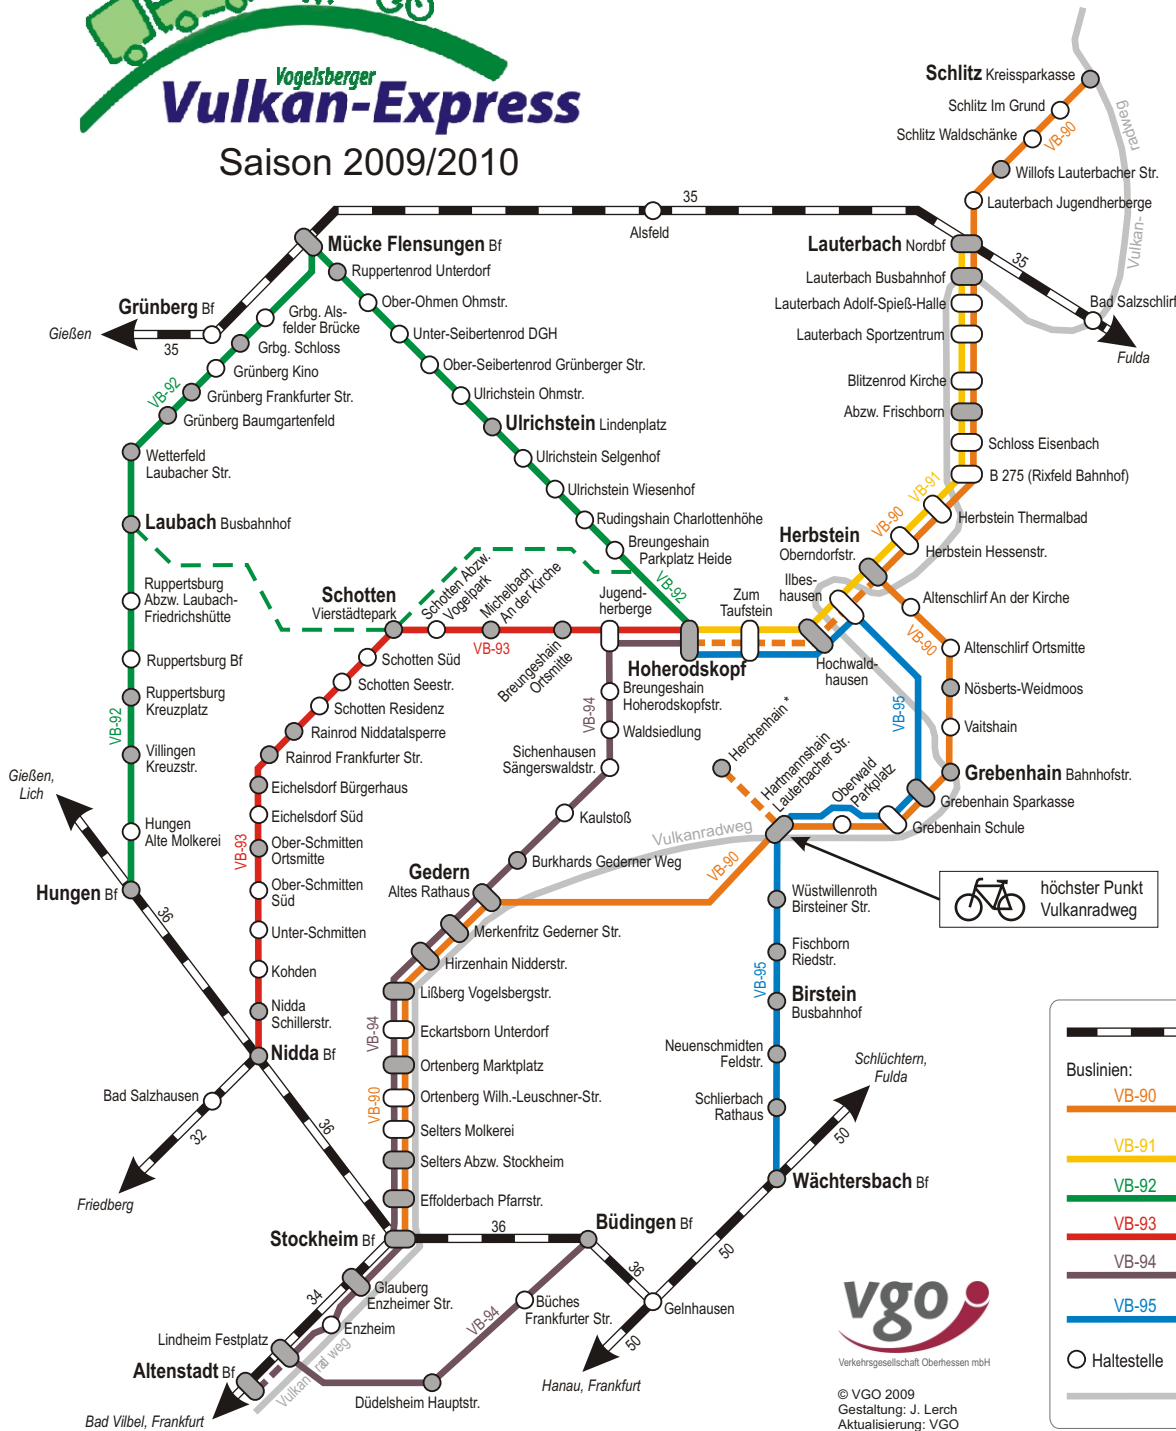 Vogelsberger
Vulkan-Express
Saison 2009/2010
Schlitz Kreissparkasse
Schlitz Im Grund
Schlitz Waldschänke
VB-90
Willofs Lauterbacher Str.
Lauterbach Jugendherberge
radweg
Vulkan-
35
Alsfeld
Mücke Flensungen Bf
Lauterbach Nordbf
35
Ruppertenrod Unterdorf
Lauterbach Busbahnhof
Grünberg Bf
Ober-Ohmen Ohmstr.
Lauterbach Adolf-Spieß-Halle
Bad Salzschlirf
Gießen
35
Grbg. Als-
felder Brücke
Unter-Seibertenrod DGH
Lauterbach Sportzentrum
Fulda
Grbg. Schloss
Ober-Seibertenrod Grünberger Str.
Grünberg Kino
Blitzenrod Kirche
VB-92
Grünberg Frankfurter Str.
Ulrichstein Ohmstr.
Abzw. Frischborn
Grünberg Baumgartenfeld
Ulrichstein Lindenplatz
Schloss Eisenbach
Wetterfeld
Laubacher Str.
Ulrichstein Selgenhof
B 275 (Rixfeld Bahnhof)
Ulrichstein Wiesenhof
VB-91
VB-90
Laubach Busbahnhof
Rudingshain Charlottenhöhe
Herbstein Thermalbad
Herbstein
Oberndorfstr.
Breungeshain
Parkplatz Heide
Herbstein Hessenstr.
Ruppertsburg
Abzw. Laubach-
Friedrichshütte
Schotten
Vierstädtepark
Schotten Abzw.
Vogelpark
Michelbach
An der Kirche
VB-92
Jugend-
herberge
Zum
Taufstein
Ilbes-
hausen
Altenschlirf An der Kirche
VB-90
VB-93
Breungeshain
Ortsmitte
Hoherodskopf
Hochwald-
hausen
Altenschlirf Ortsmitte
Ruppertsburg Bf
Schotten Süd
Schotten Seestr.
Breungeshain
Hoherodskopfstr.
Nösberts-Weidmoos
Ruppertsburg
Kreuzplatz
Schotten Residenz
VB-94
VB-95
VB-92
Rainrod Niddatalsperre
Waldsiedlung
Vaitshain
Villingen
Kreuzstr.
Rainrod Frankfurter Str.
Sichenhausen
Sängerswaldstr.
Herchenhain *
Hartmannshain
Lauterbacher Str.
Oberwald
Parkplatz
Grebenhain Bahnhofstr.
Gießen,
Lich
Eichelsdorf Bürgerhaus
Grebenhain Sparkasse
Eichelsdorf Süd
Kaulstoß
Grebenhain Schule
Hungen
Alte Molkerei
VB-93
Ober-Schmitten
Ortsmitte
Vulkanradweg
Burkhards Gederner Weg
VB-90
Hungen Bf
Ober-Schmitten
Süd
Gedern
Altes Rathaus
höchster Punkt
Vulkanradweg
36
Wüstwillenroth
Birsteiner Str.
Unter-Schmitten
Merkenfritz Gederner Str.
Fischborn
Riedstr.
Kohden
Hirzenhain Nidderstr.
VB-95
Lißberg Vogelsbergstr.
Birstein
Busbahnhof
Nidda
Schillerstr.
VB-94
Eckartsborn Unterdorf
Neuenschmidten
Feldstr.
Nidda Bf
Ortenberg Marktplatz
Schlüchtern,
Fulda
Buslinien:
Bad Salzhausen
VB-90
Ortenberg Wilh.-Leuschner-Str.
Schlierbach
Rathaus
VB-90
36
32
Selters Molkerei
50
VB-91
Selters Abzw. Stockheim
Friedberg
Effolderbach Pfarrstr.
Wächtersbach Bf
VB-92
Stockheim Bf
36
Büdingen Bf
VB-93
50
VB-94
36
34
Glauberg
Enzheimer Str.
Büches
Frankfurter Str.
Gelnhausen
VB-95
Enzheim
VB-94
vgo
Lindheim Festplatz
50
Haltestelle
Vulkanradweg
Verkehrsgesellschaft Oberhessen mbH
Altenstadt Bf
Hanau, Frankfurt
Düdelsheim Hauptstr.
© VGO 2009
Gestaltung: J. Lerch
Aktualisierung: VGO
Bad Vilbel, Frankfurt